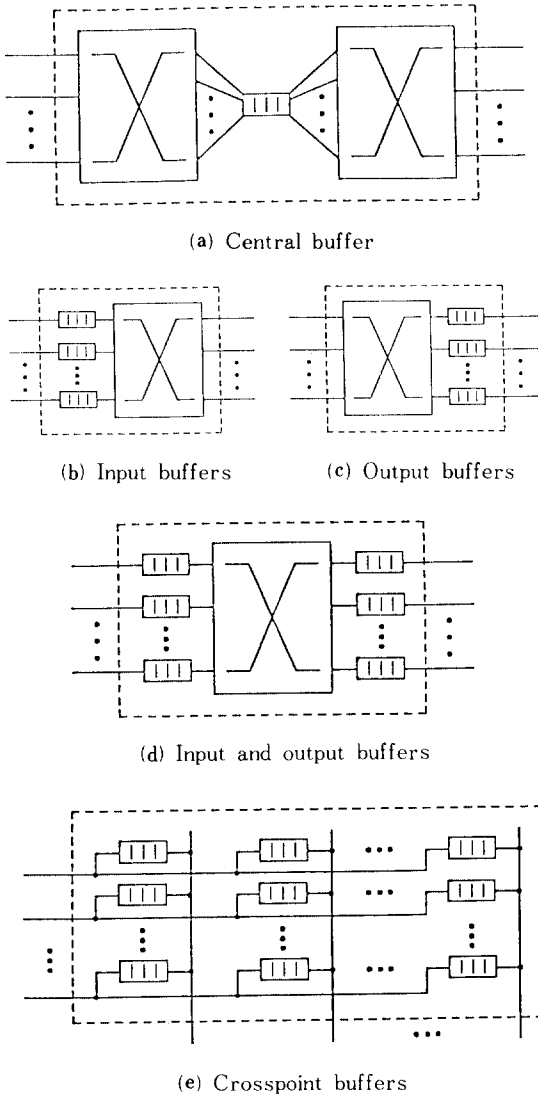 (a) Central buffer
(b) Input buffers
(c) Output buffers
(d) Input and output buffers
(e) Crosspoint buffers